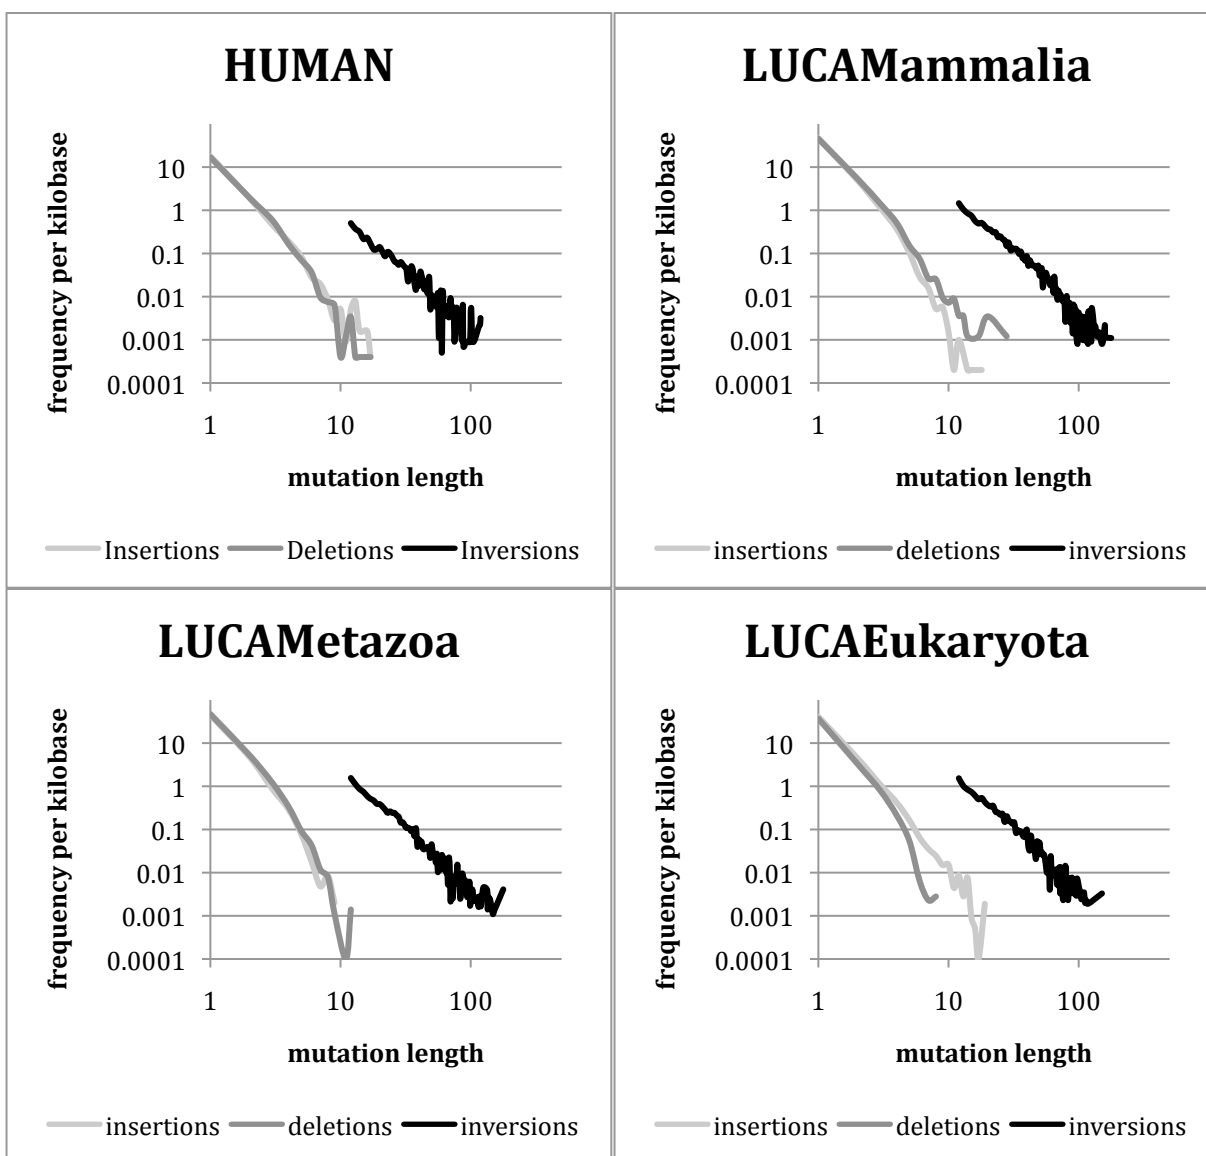 HUMAN
frequency per kilobase
10
1
0.1
0.01
0.001
0.0001
1 10 100
mutation length
Insertions Deletions Inversions
LUCAMammalia
frequency per kilobase
10
1
0.1
0.01
0.001
0.0001
1 10 100
mutation length
insertions deletions inversions
LUCAMetazoa
frequency per kilobase
10
1
0.1
0.01
0.001
0.0001
1 10 100
mutation length
insertions deletions inversions
LUCAEukaryota
frequency per kilobase
10
1
0.1
0.01
0.001
0.0001
1 10 100
mutation length
insertions deletions inversions